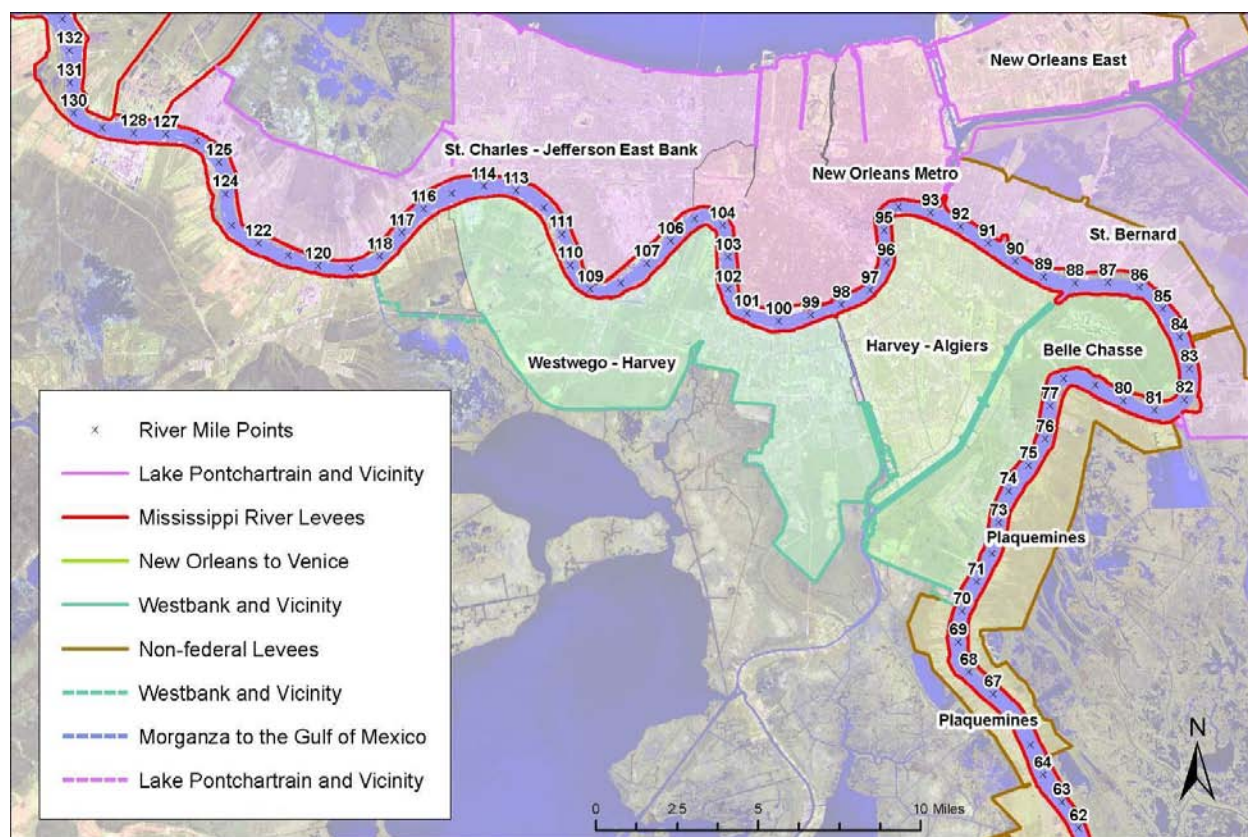 132
131
130
128
127
125
124
122
120
118
117
116
114
113
111
110
109
107
106
104
103
102
101
100
99
98
97
96
95
93
92
91
90
89
88
87
86
85
84
83
82
81
80
77
76
75
74
73
71
70
69
68
67
64
63
62
New Orleans East
St. Charles - Jefferson East Bank
New Orleans Metro
St. Bernard
Westwego - Harvey
Harvey - Algiers
Belle Chasse
Plaquemines
Plaquemines
River Mile Points
Lake Pontchartrain and Vicinity
Mississippi River Levees
New Orleans to Venice
Westbank and Vicinity
Non-federal Levees
Westbank and Vicinity
Morganza to the Gulf of Mexico
Lake Pontchartrain and Vicinity
N
0 2.5 5 10 Miles